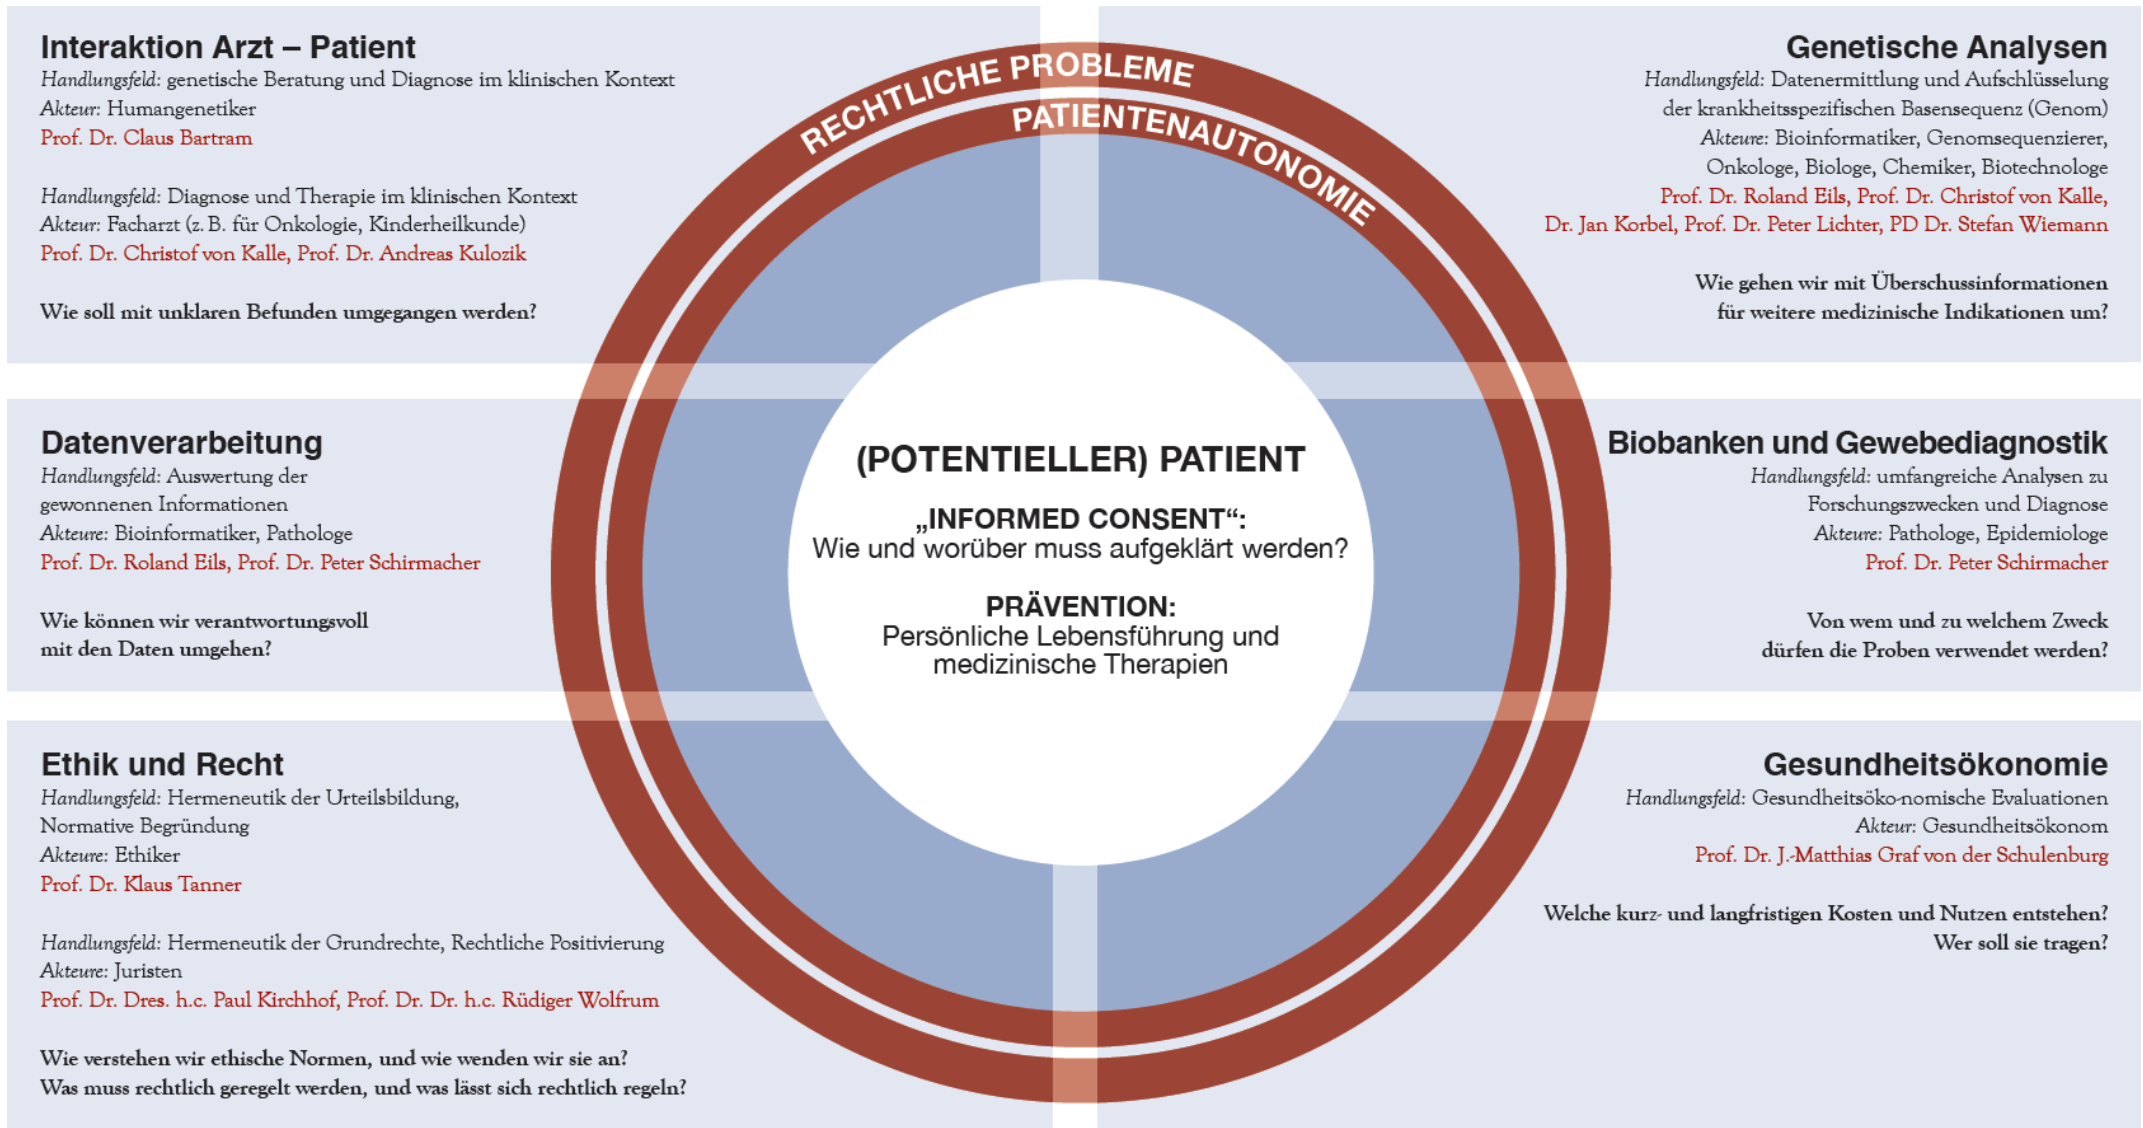 Interaktion Arzt – Patient
Handlungsfeld: genetische Beratung und Diagnose im klinischen Kontext
Akteur: Humangenetiker
Prof. Dr. Claus Bartram
Handlungsfeld: Diagnose und Therapie im klinischen Kontext
Akteur: Facharzt (z. B. für Onkologie, Kinderheilkunde)
Prof. Dr. Christof von Kalle, Prof. Dr. Andreas Kulozik
Wie soll mit unklaren Befunden umgegangen werden?
RECHTLICHE PROBLEME
PATIENTENAUTONOMIE
Genetische Analysen
Handlungsfeld: Datenermittlung und Aufschlüsselung
der krankheitsspezifischen Basensequenz (Genom)
Akteure: Bioinformatiker, Genomsequenzierer,
Onkologe, Biologe, Chemiker, Biotechnologe
Prof. Dr. Roland Eils, Prof. Dr. Christof von Kalle,
Dr. Jan Korbel, Prof. Dr. Peter Lichter, PD Dr. Stefan Wiemann
Wie gehen wir mit Überschussinformationen
für weitere medizinische Indikationen um?
Datenverarbeitung
Handlungsfeld: Auswertung der
gewonnenen Informationen
Akteure: Bioinformatiker, Pathologe
Prof. Dr. Roland Eils, Prof. Dr. Peter Schirmacher
Wie können wir verantwortungsvoll
mit den Daten umgehen?
(POTENTIELLER) PATIENT
„INFORMED CONSENT“:
Wie und worüber muss aufgeklärt werden?
PRÄVENTION:
Persönliche Lebensführung und
medizinische Therapien
Biobanken und Gewebediagnostik
Handlungsfeld: umfangreiche Analysen zu
Forschungszwecken und Diagnose
Akteure: Pathologe, Epidemiologe
Prof. Dr. Peter Schirmacher
Von wem und zu welchem Zweck
dürfen die Proben verwendet werden?
Ethik und Recht
Handlungsfeld: Hermeneutik der Urteilsbildung,
Normative Begründung
Akteure: Ethiker
Prof. Dr. Klaus Tanner
Handlungsfeld: Hermeneutik der Grundrechte, Rechtliche Positivierung
Akteure: Juristen
Prof. Dr. Dres. h.c. Paul Kirchhof, Prof. Dr. Dr. h.c. Rüdiger Wolfrum
Wie verstehen wir ethische Normen, und wie wenden wir sie an?
Was muss rechtlich geregelt werden, und was lässt sich rechtlich regeln?
Gesundheitsökonomie
Handlungsfeld: Gesundheitsöko-nomische Evaluationen
Akteur: Gesundheitsökonom
Prof. Dr. J.-Matthias Graf von der Schulenburg
Welche kurz- und langfristigen Kosten und Nutzen entstehen?
Wer soll sie tragen?